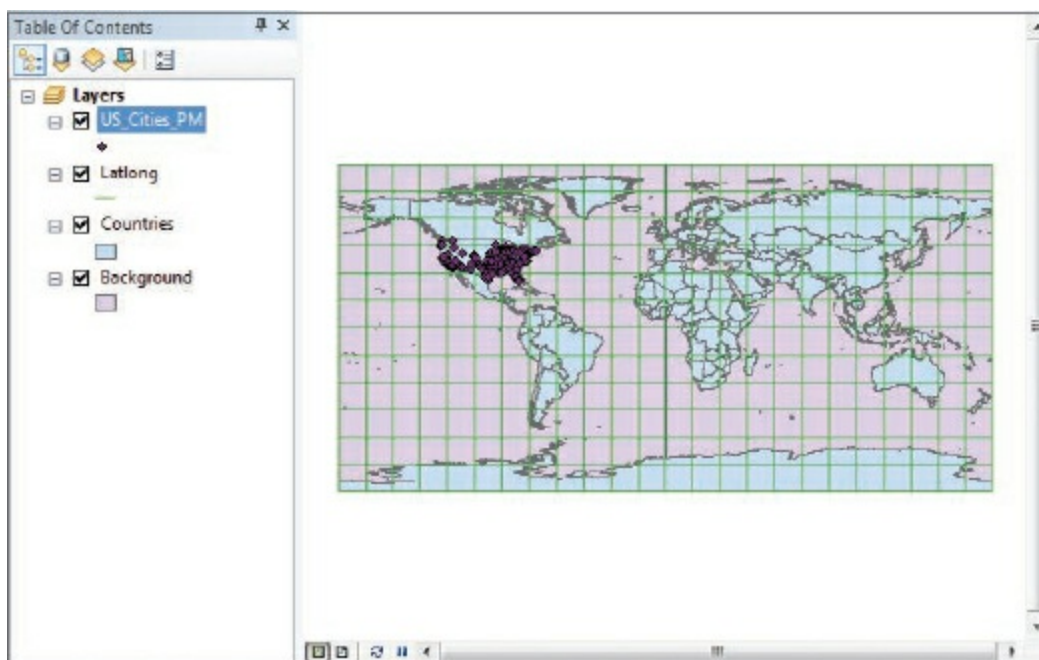 Table Of Contents
Layers
US_Cities_PM
Latlong
Countries
Background